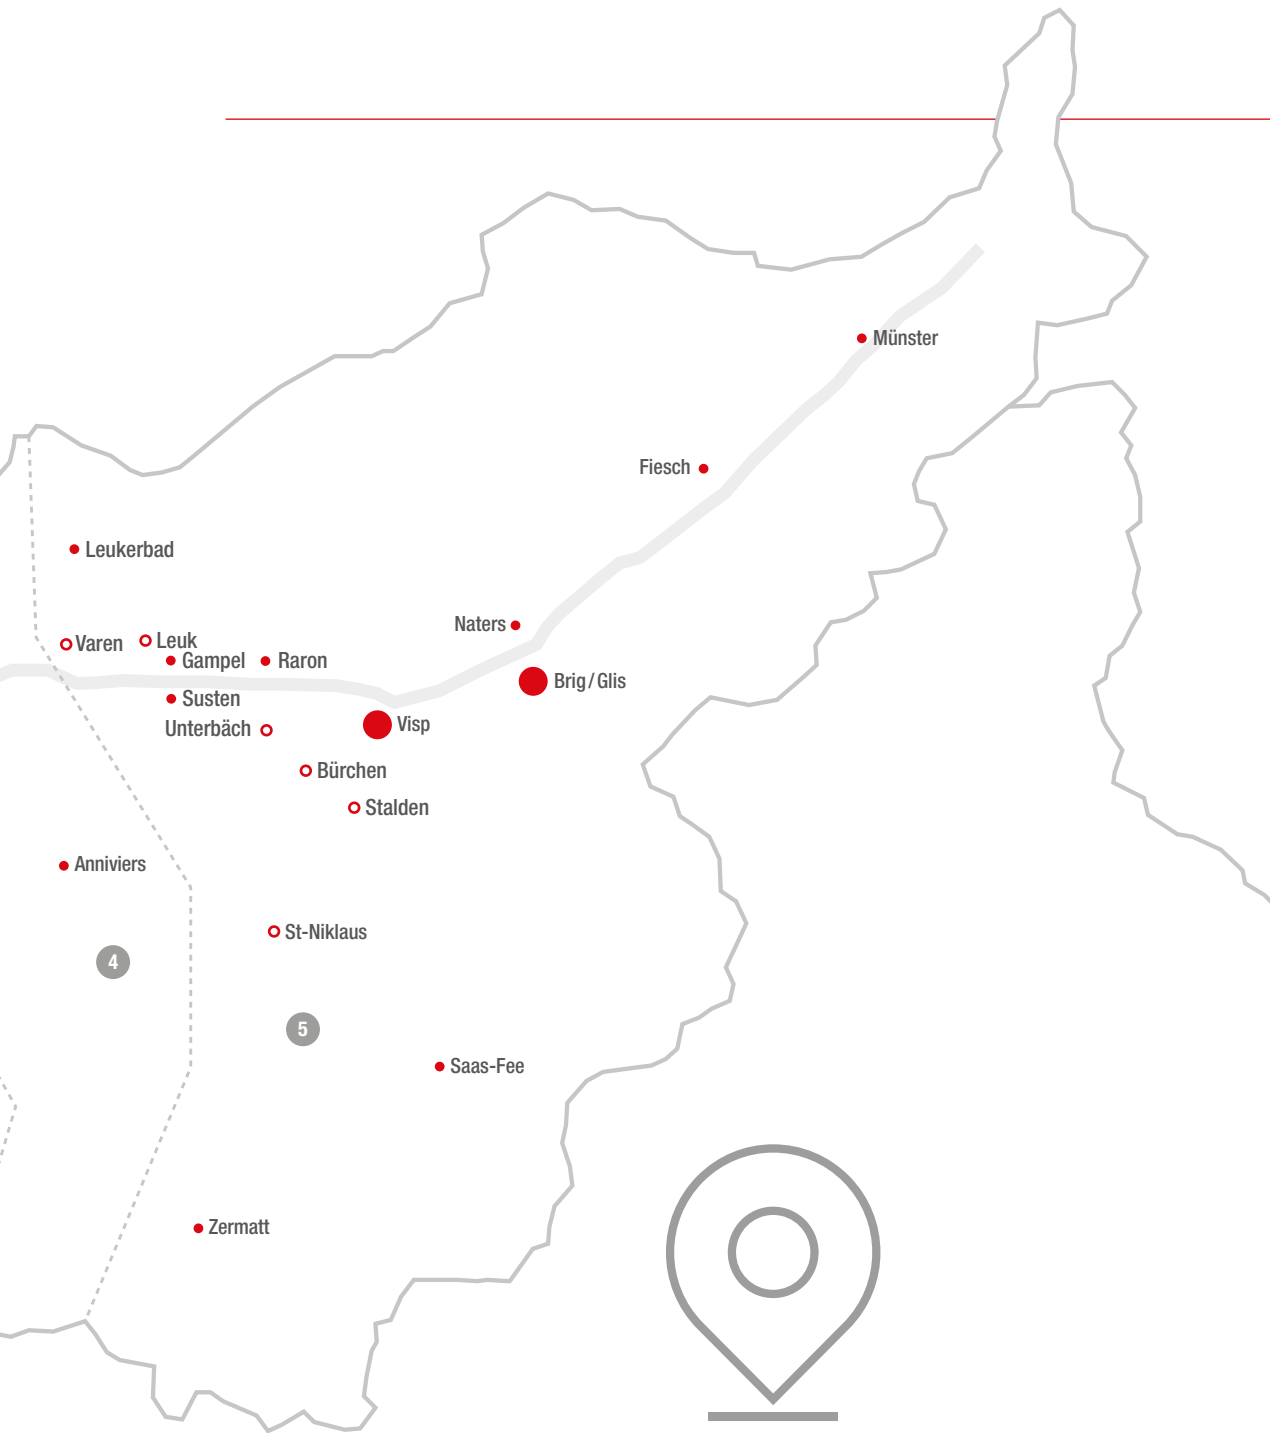 Münster
Fiesch
Leukerbad
Naters
Varen
Leuk
Gampel
Raron
Brig / Glis
Susten
Unterbäch
Visp
Bürchen
Stalden
Anniviers
St-Niklaus
4
5
Saas-Fee
Zermatt